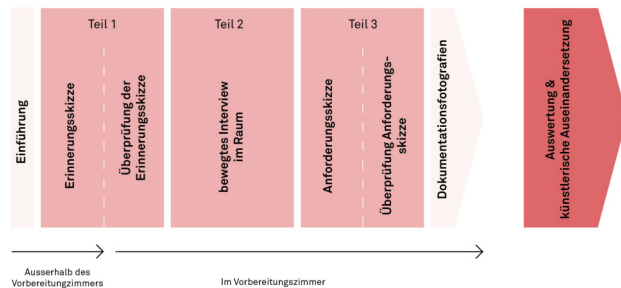 Teil 1
Teil 2
Teil 3
Einführung
Erinnerungsskizze
Überprüfung der
Erinnerungsskizze
bewegtes Interview
im Raum
Anforderungsskizze
Überprüfung Anforderungs-
skizze
Dokumentationsfotografien
Auswertung &
künstlerische Auseinandersetzung
Ausserhalb des
Vorbereitungzimmers
Im Vorbereitungszimmer